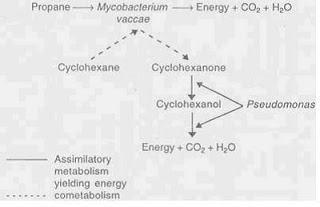 Propane → Mycobacterium → Energy + CO₂ + H₂O
vaccae
Cyclohexane Cyclohexanone
Cyclohexanol Pseudomonas
Energy + CO₂ + H₂O
Assimilatory
metabolism
yielding energy
cometabolism